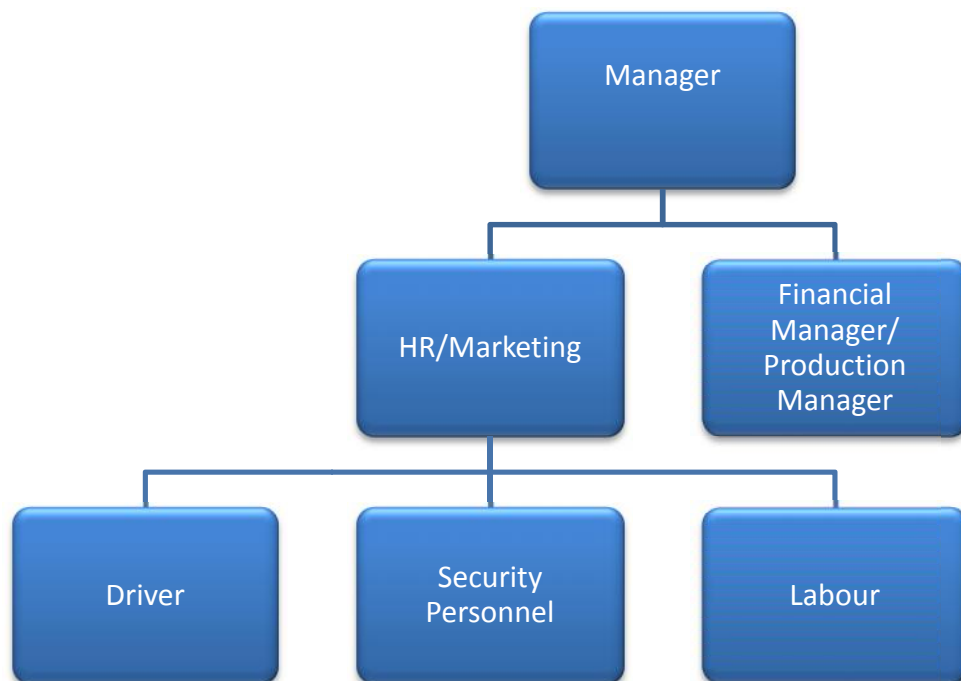 Manager
HR/Marketing
Financial
Manager/
Production
Manager
Driver
Security
Personnel
Labour